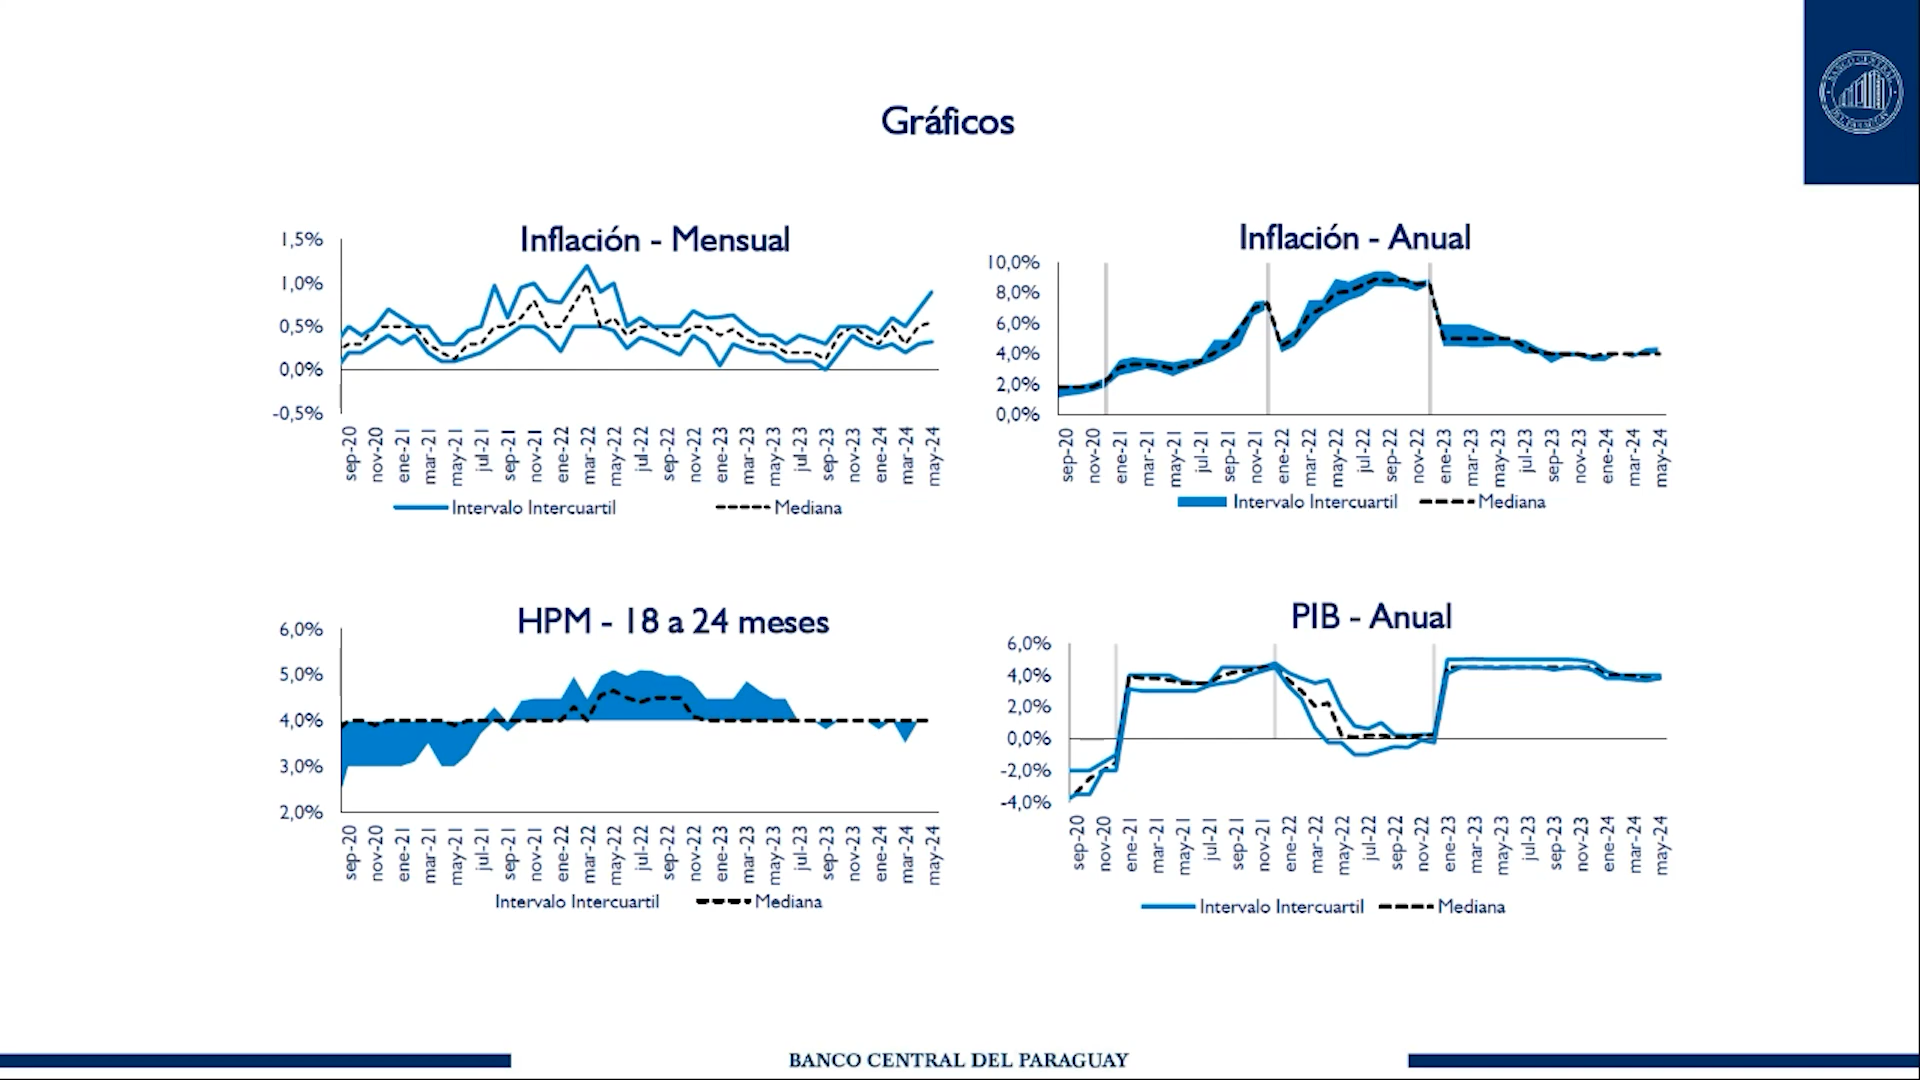 BANCO CENTRAL DEL PARAGUAY
Gráficos
Inflación - Mensual
1,5%
1,0%
0,5%
0,0%
-0,5%
sep-20 nov-20 ene-21 mar-21 may-21 jul-21 sep-21 nov-21 ene-22 mar-22 may-22 jul-22 sep-22 nov-22 ene-23 mar-23 may-23 jul-23 sep-23 nov-23 ene-24 mar-24 may-24
Intervalo Intercuartil Mediana
Inflación - Anual
10,0%
8,0%
6,0%
4,0%
2,0%
0,0%
sep-20 nov-20 ene-21 mar-21 may-21 jul-21 sep-21 nov-21 ene-22 mar-22 may-22 jul-22 sep-22 nov-22 ene-23 mar-23 may-23 jul-23 sep-23 nov-23 ene-24 mar-24 may-24
Intervalo Intercuartil Mediana
HPM - 18 a 24 meses
6,0%
5,0%
4,0%
3,0%
2,0%
sep-20 nov-20 ene-21 mar-21 may-21 jul-21 sep-21 nov-21 ene-22 mar-22 may-22 jul-22 sep-22 nov-22 ene-23 mar-23 may-23 jul-23 sep-23 nov-23 ene-24 mar-24 may-24
Intervalo Intercuartil Mediana
PIB - Anual
6,0%
4,0%
2,0%
0,0%
-2,0%
-4,0%
sep-20 nov-20 ene-21 mar-21 may-21 jul-21 sep-21 nov-21 ene-22 mar-22 may-22 jul-22 sep-22 nov-22 ene-23 mar-23 may-23 jul-23 sep-23 nov-23 ene-24 mar-24 may-24
Intervalo Intercuartil Mediana
BANCO CENTRAL DEL PARAGUAY